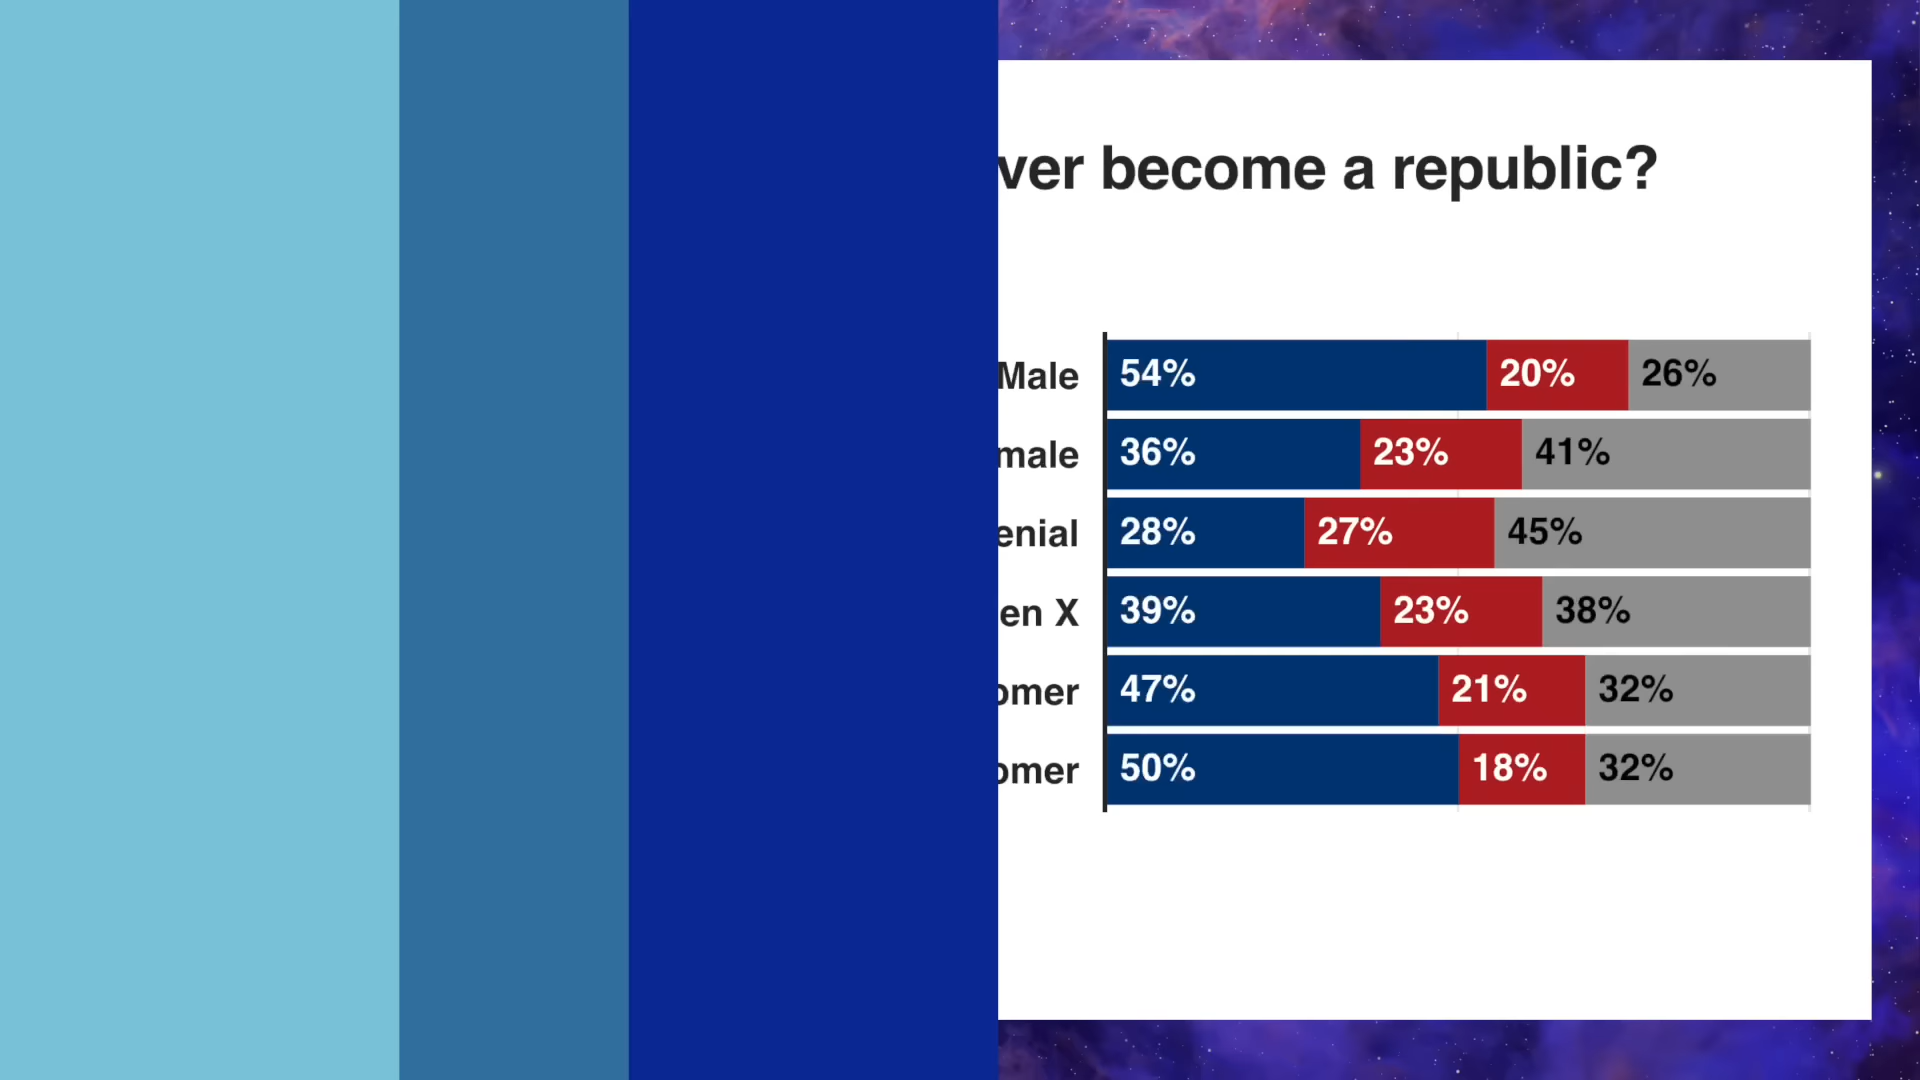 ver become a republic?
Male 54% 20% 26%
male 36% 23% 41%
enial 28% 27% 45%
en X 39% 23% 38%
omer 47% 21% 32%
omer 50% 18% 32%